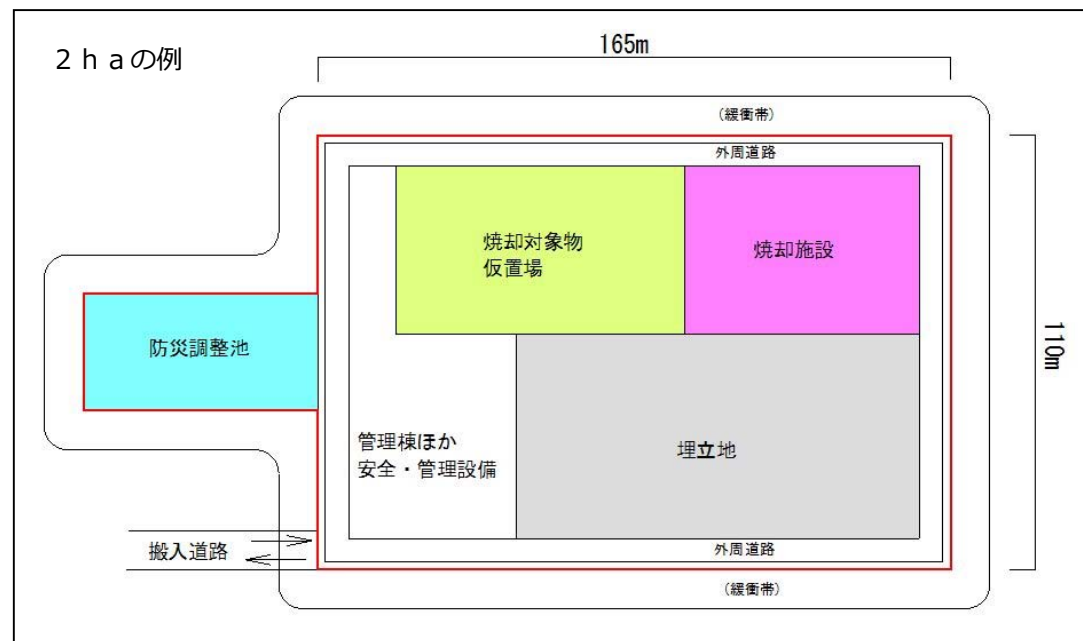 ２ｈａの例
165m
(緩衝帯)
外周道路
焼却対象物
仮置場
焼却施設
110m
防災調整池
管理棟ほか
安全・管理設備
埋立地
搬入道路
外周道路
(緩衝帯)